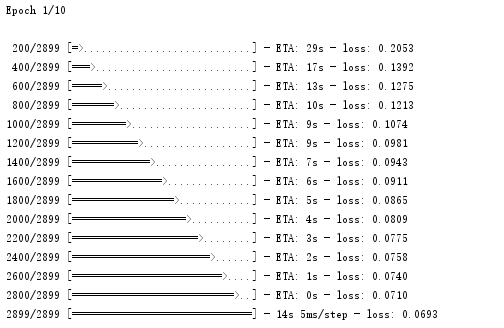 Epoch 1/10
200/2899 [=>............................] - ETA: 29s - loss: 0.2053
400/2899 [===>..........................] - ETA: 17s - loss: 0.1392
600/2899 [=====>........................] - ETA: 13s - loss: 0.1275
800/2899 [=======>......................] - ETA: 10s - loss: 0.1213
1000/2899 [=========>....................] - ETA: 9s - loss: 0.1074
1200/2899 [===========>..................] - ETA: 9s - loss: 0.0981
1400/2899 [=============>................] - ETA: 7s - loss: 0.0943
1600/2899 [===============>..............] - ETA: 6s - loss: 0.0911
1800/2899 [=================>............] - ETA: 5s - loss: 0.0865
2000/2899 [===================>..........] - ETA: 4s - loss: 0.0809
2200/2899 [=====================>........] - ETA: 3s - loss: 0.0775
2400/2899 [=======================>......] - ETA: 2s - loss: 0.0758
2600/2899 [=========================>....] - ETA: 1s - loss: 0.0740
2800/2899 [===========================>..] - ETA: 0s - loss: 0.0710
2899/2899 [==============================] - 14s 5ms/step - loss: 0.0693